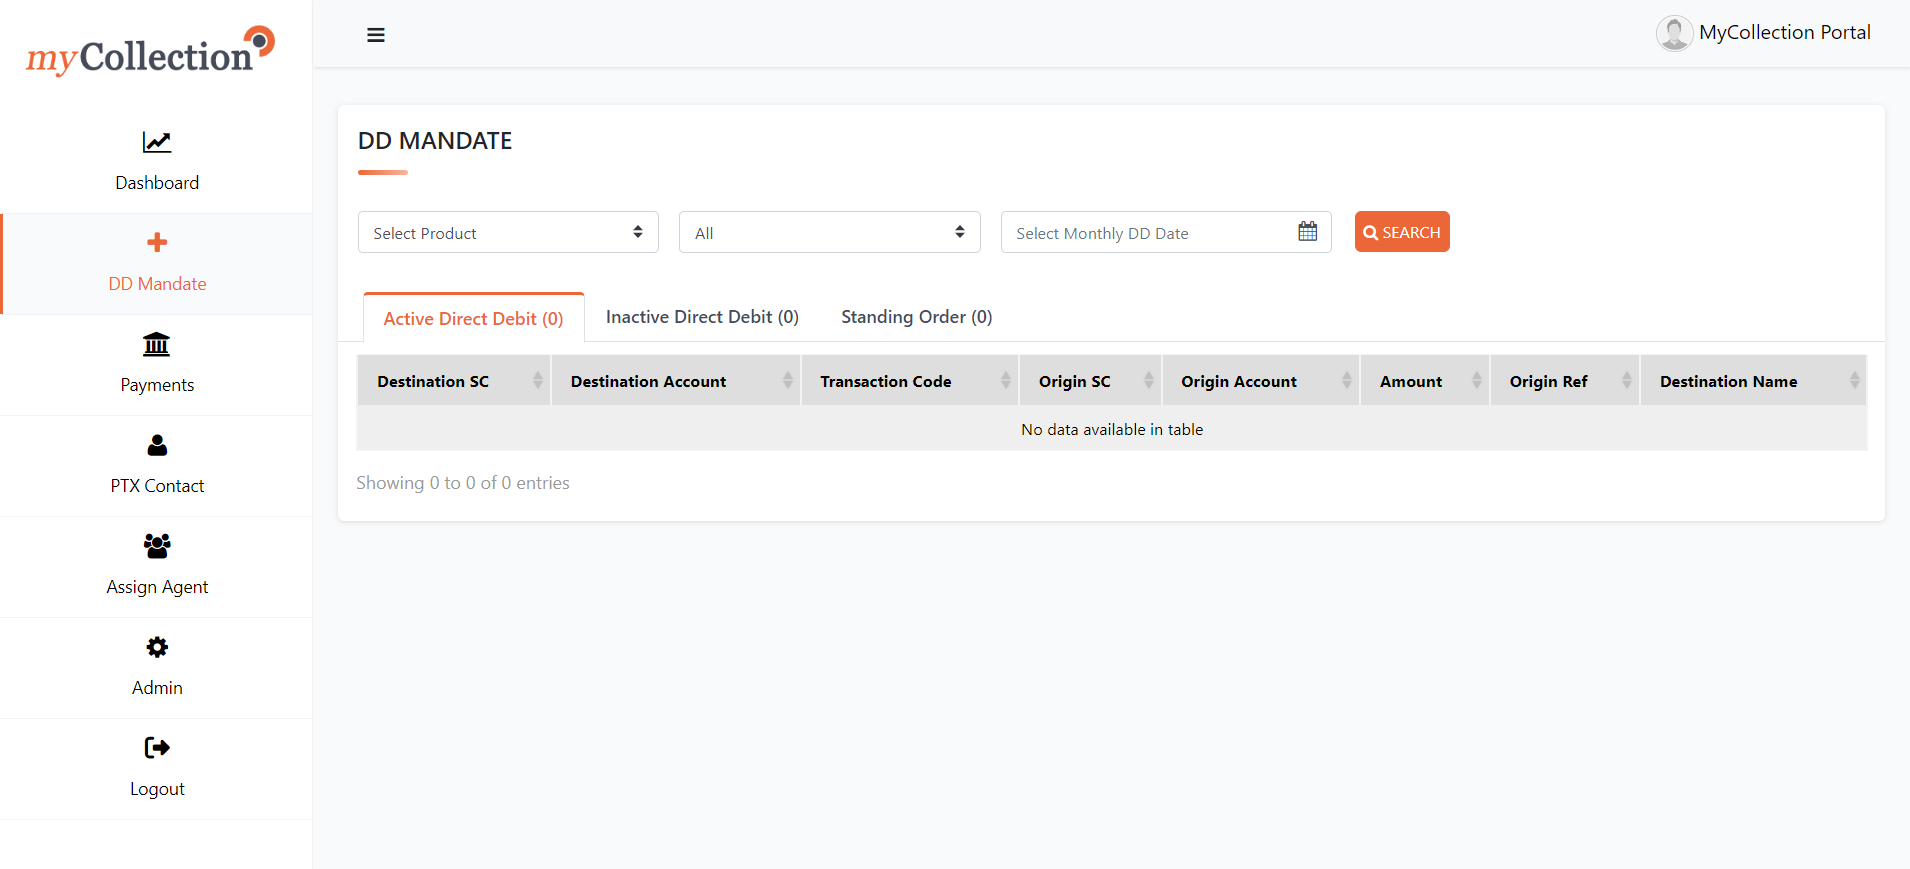 myCollection
MyCollection Portal
Dashboard
DD Mandate
Payments
PTX Contact
Assign Agent
Admin
Logout
DD MANDATE
Select Product
All
Select Monthly DD Date
SEARCH
Active Direct Debit (0)
Inactive Direct Debit (0)
Standing Order (0)
Destination SC
Destination Account
Transaction Code
Origin SC
Origin Account
Amount
Origin Ref
Destination Name
No data available in table
Showing 0 to 0 of 0 entries